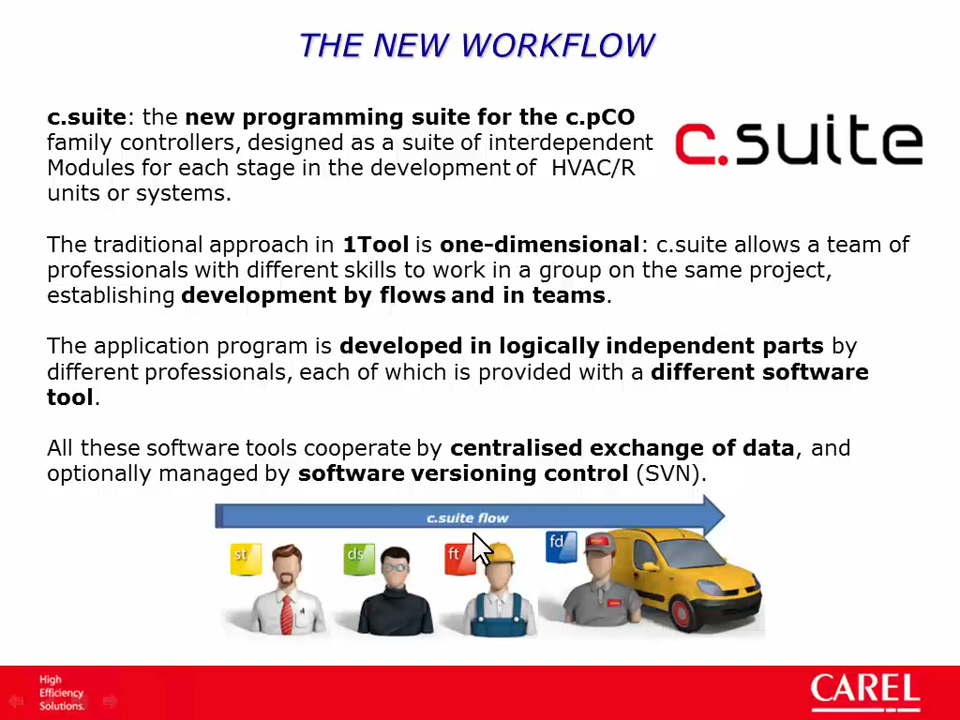 THE NEW WORKFLOW
c.suite: the new programming suite for the c.pCO
family controllers, designed as a suite of interdependent
Modules for each stage in the development of HVAC/R
units or systems.
c.suite
The traditional approach in 1Tool is one-dimensional: c.suite allows a team of
professionals with different skills to work in a group on the same project,
establishing development by flows and in teams.
The application program is developed in logically independent parts by
different professionals, each of which is provided with a different software
tool.
All these software tools cooperate by centralised exchange of data, and
optionally managed by software versioning control (SVN).
c.suite flow
st
ds
ft
fd
High
Efficiency
Solutions.
CAREL